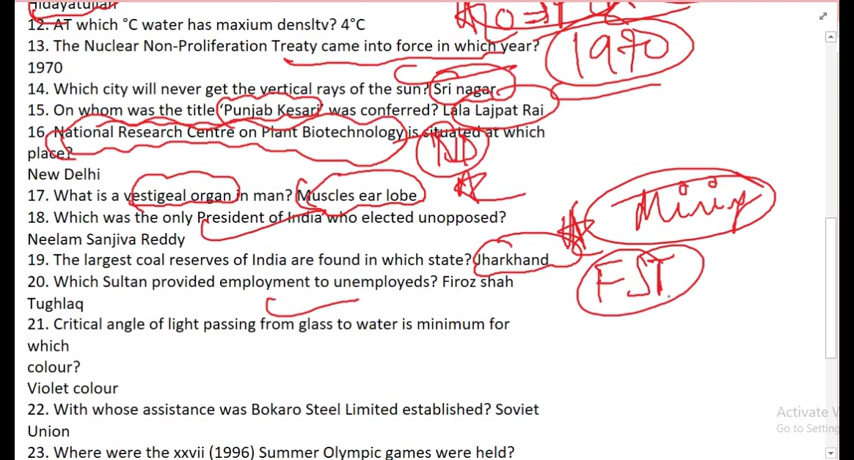 Hidayatullah
12. AT which °C water has maxium densltv? 4°C
13. The Nuclear Non-Proliferation Treaty came into force in which year?
1970
1970
14. Which city will never get the vertical rays of the sun? Sri nagar
15. On whom was the title 'Punjab Kesari' was conferred? Lala Lajpat Rai
16. National Research Centre on Plant Biotechnology is situated at which
ND
place?
New Delhi
17. What is a vestigeal organ in man? Muscles ear lobe
18. Which was the only President of India who elected unopposed?
Neelam Sanjiva Reddy
19. The largest coal reserves of India are found in which state? Jharkhand
20. Which Sultan provided employment to unemployeds? Firoz shah
FST
Tughlaq
21. Critical angle of light passing from glass to water is minimum for
which
colour?
Violet colour
22. With whose assistance was Bokaro Steel Limited established? Soviet
Union
23. Where were the xxvii (1996) Summer Olympic games were held?
Activate
Go to Setting